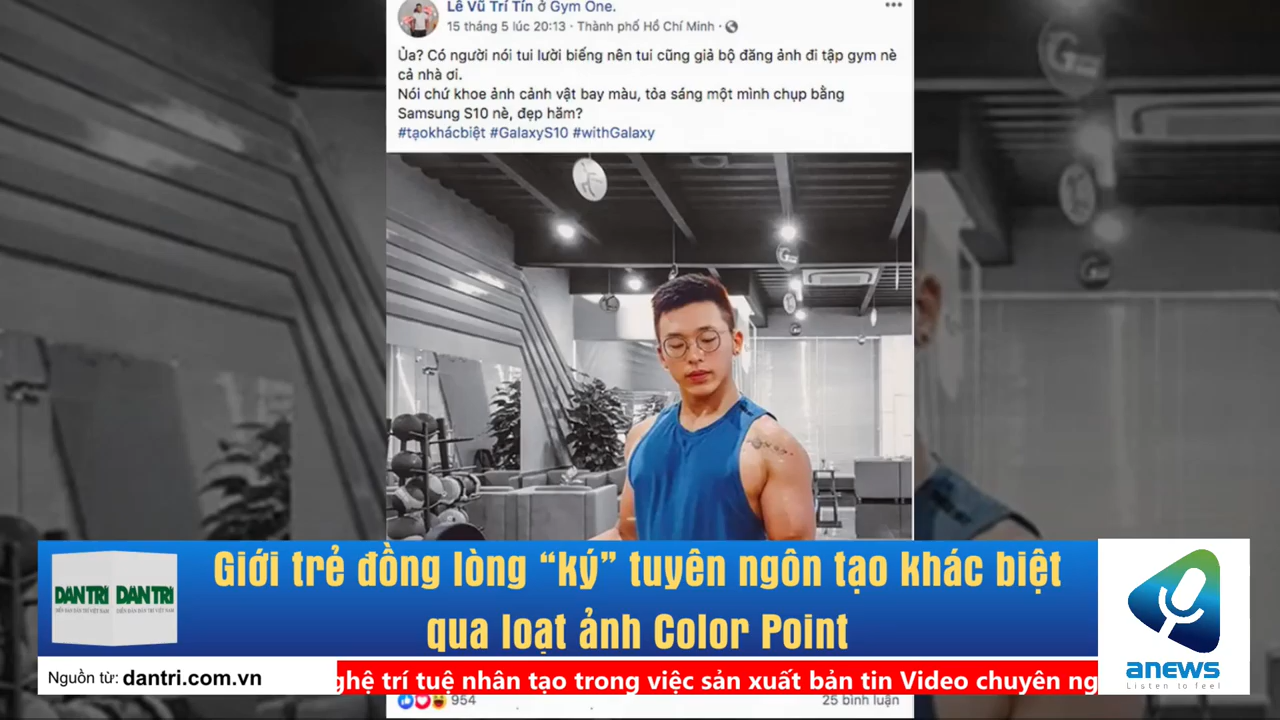 Lê Vũ Trí Tín ở Gym One.
15 tháng 5 lúc 20:13 · Thành phố Hồ Chí Minh ·
Ủa? Có người nói tui lười biếng nên tui cũng giả bộ đăng ảnh đi tập gym nè
cả nhà ơi.
Nói chứ khoe ảnh cảnh vật bay màu, tỏa sáng một mình chụp bằng
Samsung S10 nè, đẹp hăm?
#tạokhácbiệt #GalaxyS10 #withGalaxy
Giới trẻ đồng lòng “ký” tuyên ngôn tạo khác biệt
qua loạt ảnh Color Point
DANTRI DANTRI
Nguồn từ: dantri.com.vn
ghệ trí tuệ nhân tạo trong việc sản xuất bản tin Video chuyên ng
anews
Listen to feel
954
25 bình luận